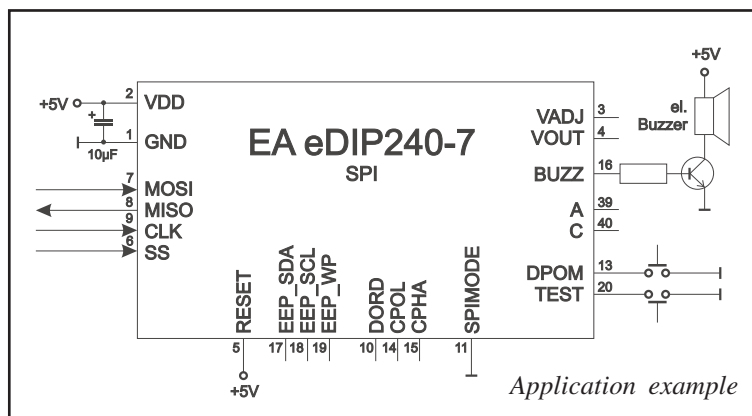 +5V
el.
Buzzer
+5V
2
VDD
+
10µF
1
GND
EA eDIP240-7
SPI
VADJ
3
VOUT
4
BUZZ
16
7
MOSI
8
MISO
9
CLK
6
SS
A
39
C
40
DPOM
13
TEST
20
RESET
EEP_SDA
EEP_SCL
EEP_WP
DORD
CPOL
CPHA
SPIMODE
5
17
18
19
10
14
15
11
+5V
Application example